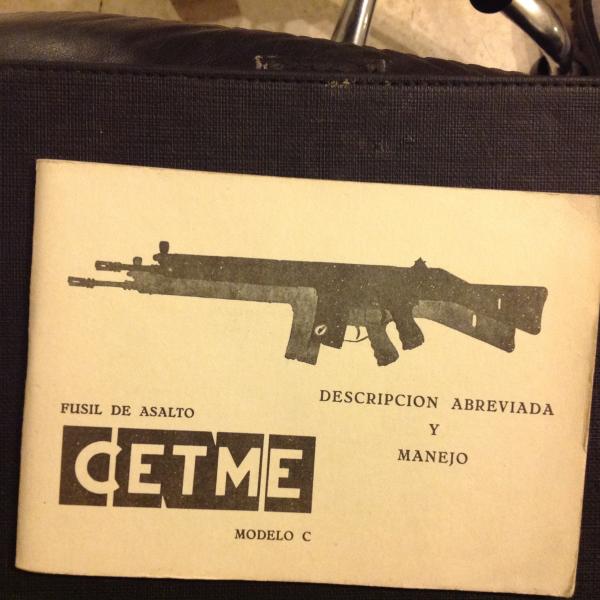 FUSIL DE ASALTO
CETME
MODELO C
DESCRIPCION ABREVIADA
Y
MANEJO